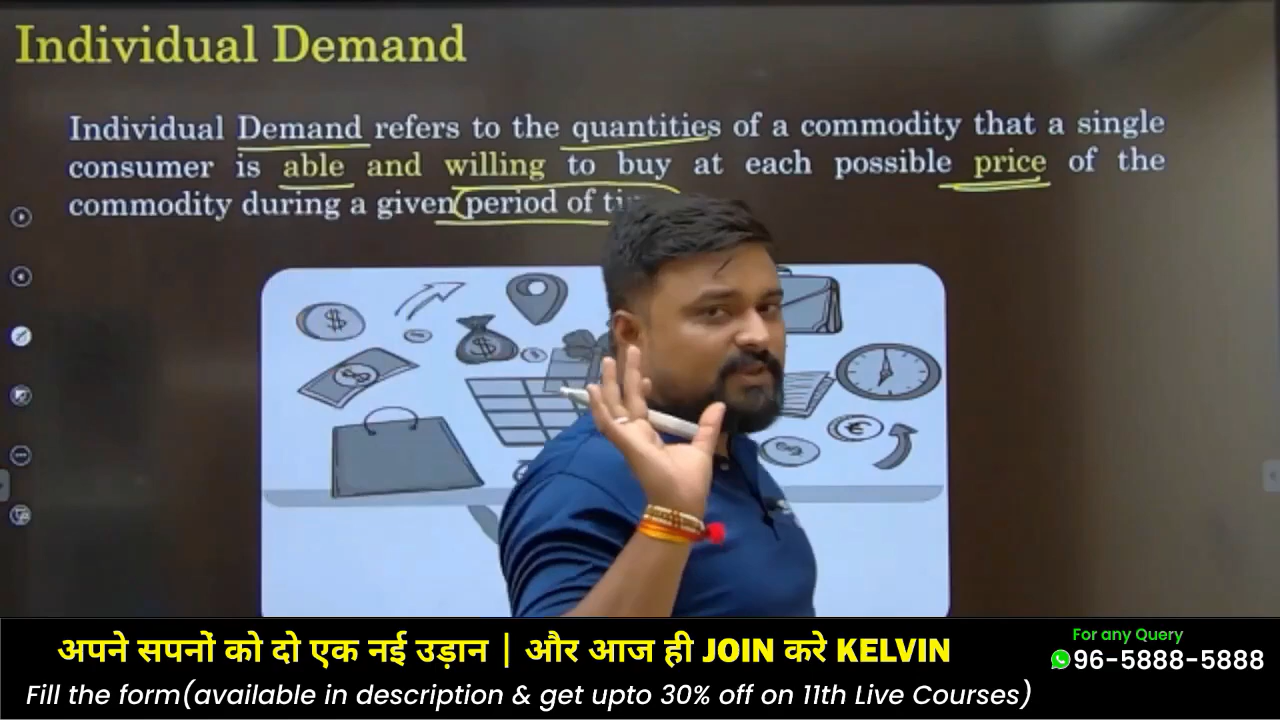 Individual Demand
Individual Demand refers to the quantities of a commodity that a single
consumer is able and willing to buy at each possible price of the
commodity during a given period of
अपने सपनों को दो एक नई उड़ान | और आज ही JOIN करे KELVIN
For any Query
96-5888-5888
Fill the form(available in description & get upto 30% off on 11th Live Courses)